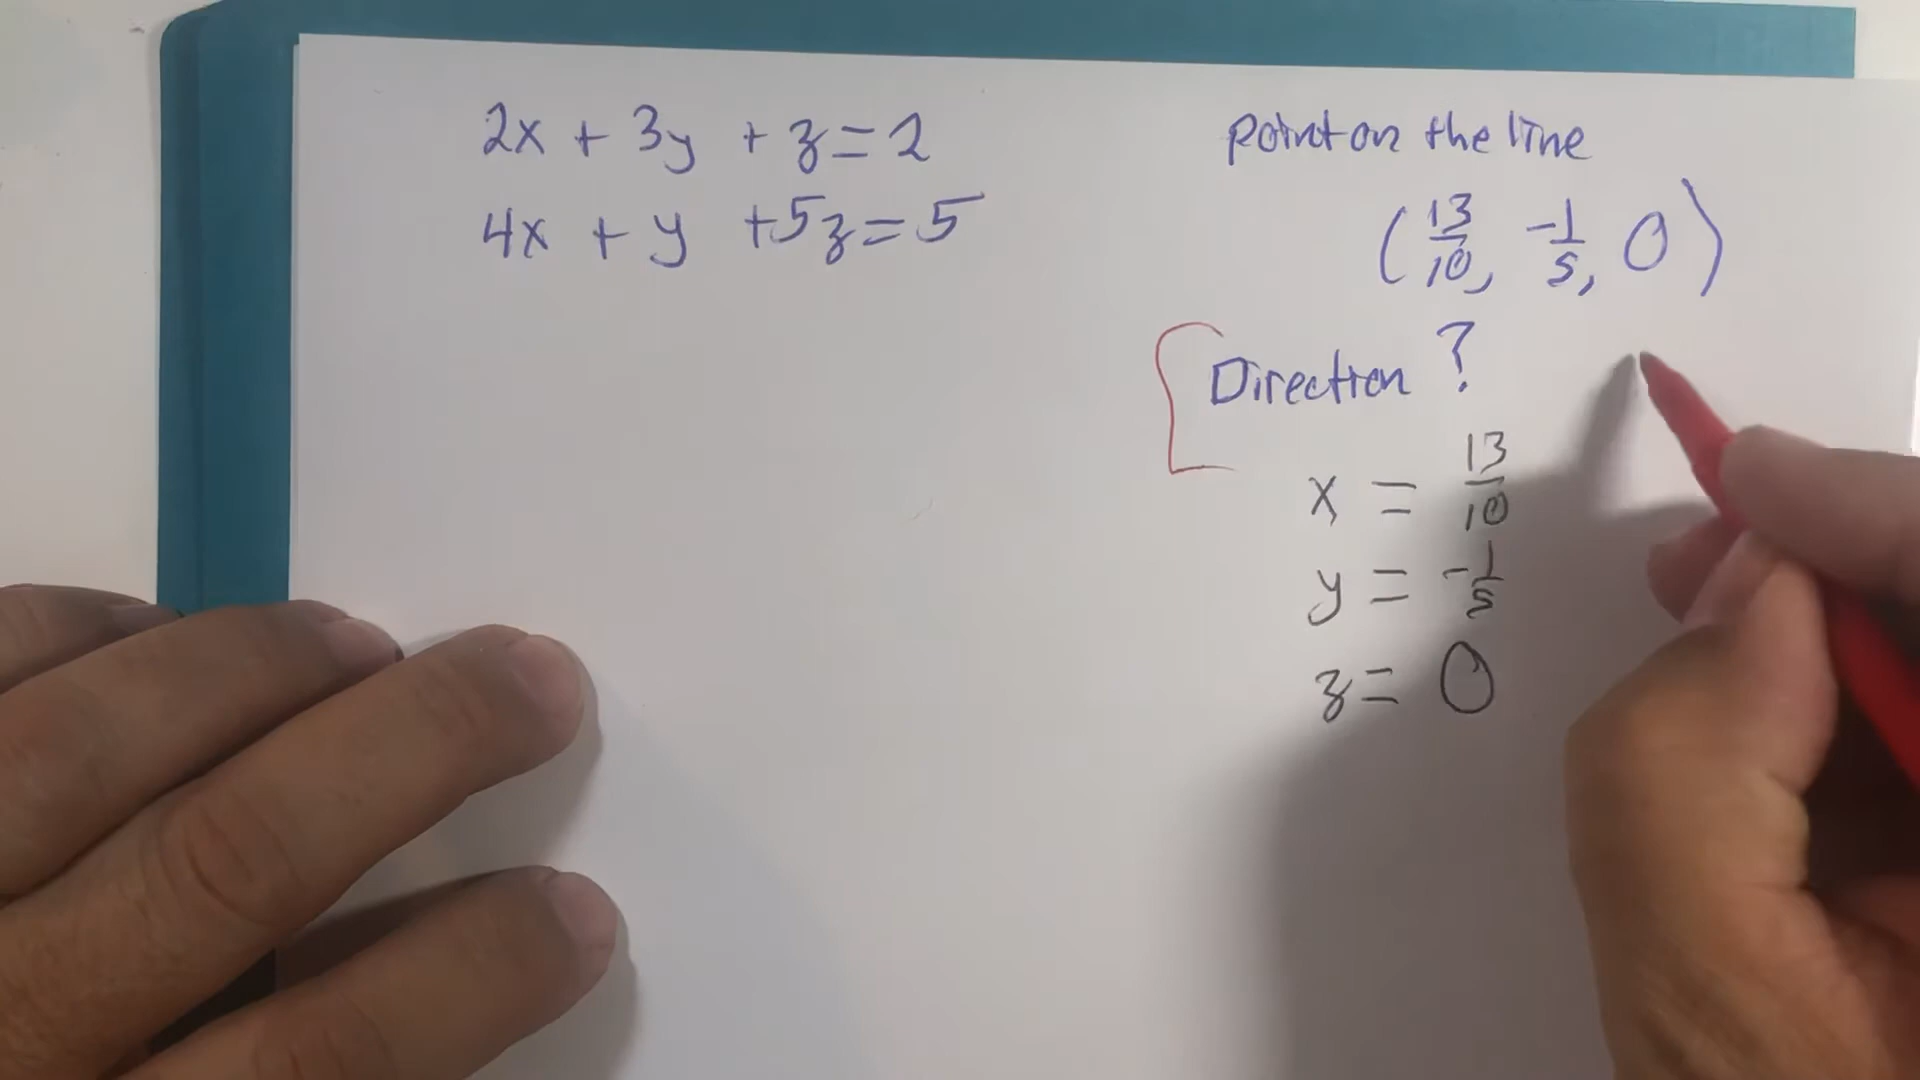 2x + 3y + z = 2
4x + y + 5z = 5
point on the line
(13/10, -1/5, 0)
Direction ?
x = 13/10
y = -1/5
z = 0